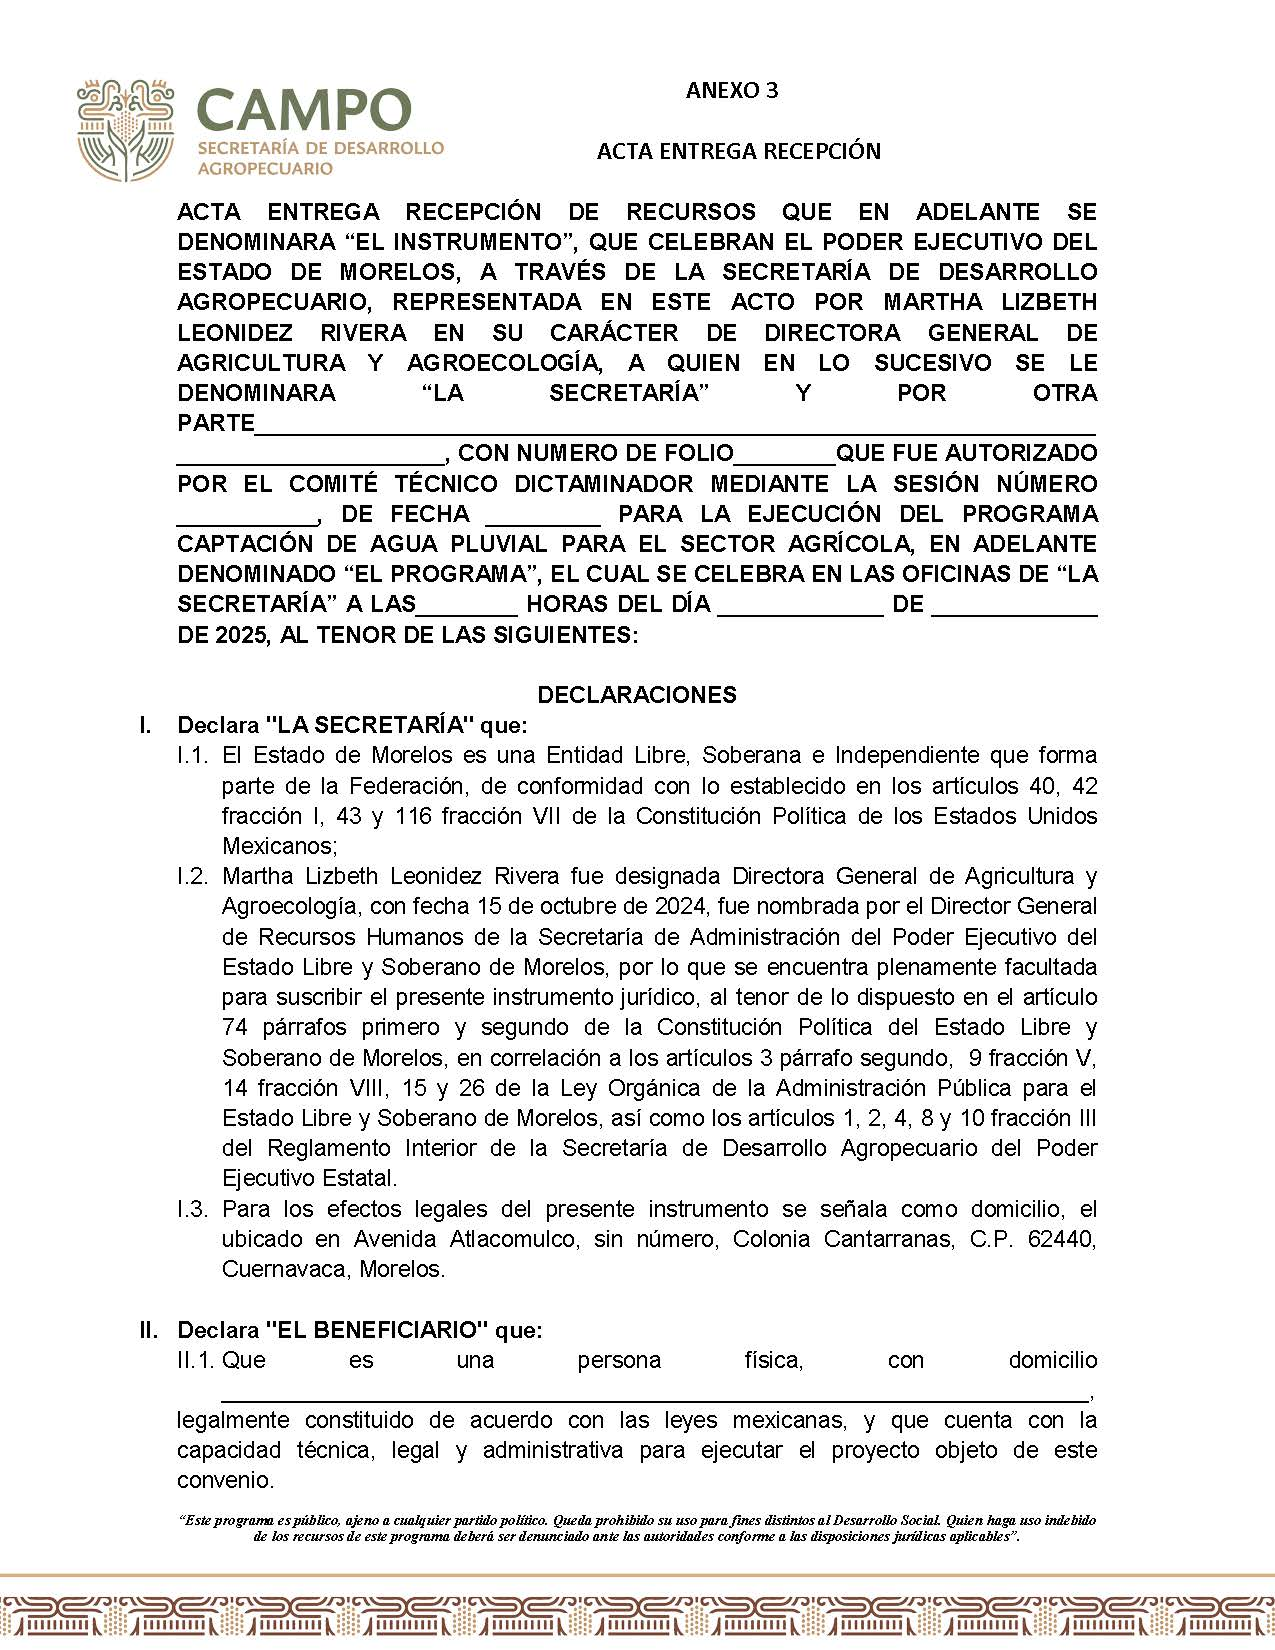 CAMPO
SECRETARÍA DE DESARROLLO
AGROPECUARIO
ANEXO 3
ACTA ENTREGA RECEPCIÓN
ACTA ENTREGA RECEPCIÓN DE RECURSOS QUE EN ADELANTE SE
DENOMINARA “EL INSTRUMENTO”, QUE CELEBRAN EL PODER EJECUTIVO DEL
ESTADO DE MORELOS, A TRAVÉS DE LA SECRETARÍA DE DESARROLLO
AGROPECUARIO, REPRESENTADA EN ESTE ACTO POR MARTHA LIZBETH
LEONIDEZ RIVERA EN SU CARÁCTER DE DIRECTORA GENERAL DE
AGRICULTURA Y AGROECOLOGÍA, A QUIEN EN LO SUCESIVO SE LE
DENOMINARA “LA SECRETARÍA” Y POR OTRA
PARTE__________________________________________________________________
_____________________, CON NUMERO DE FOLIO________QUE FUE AUTORIZADO
POR EL COMITÉ TÉCNICO DICTAMINADOR MEDIANTE LA SESIÓN NÚMERO
___________, DE FECHA _________ PARA LA EJECUCIÓN DEL PROGRAMA
CAPTACIÓN DE AGUA PLUVIAL PARA EL SECTOR AGRÍCOLA, EN ADELANTE
DENOMINADO “EL PROGRAMA”, EL CUAL SE CELEBRA EN LAS OFICINAS DE “LA
SECRETARÍA” A LAS________ HORAS DEL DÍA _____________ DE _____________
DE 2025, AL TENOR DE LAS SIGUIENTES:
DECLARACIONES
I. Declara "LA SECRETARÍA" que:
I.1. El Estado de Morelos es una Entidad Libre, Soberana e Independiente que forma
parte de la Federación, de conformidad con lo establecido en los artículos 40, 42
fracción I, 43 y 116 fracción VII de la Constitución Política de los Estados Unidos
Mexicanos;
I.2. Martha Lizbeth Leonidez Rivera fue designada Directora General de Agricultura y
Agroecología, con fecha 15 de octubre de 2024, fue nombrada por el Director General
de Recursos Humanos de la Secretaría de Administración del Poder Ejecutivo del
Estado Libre y Soberano de Morelos, por lo que se encuentra plenamente facultada
para suscribir el presente instrumento jurídico, al tenor de lo dispuesto en el artículo
74 párrafos primero y segundo de la Constitución Política del Estado Libre y
Soberano de Morelos, en correlación a los artículos 3 párrafo segundo, 9 fracción V,
14 fracción VIII, 15 y 26 de la Ley Orgánica de la Administración Pública para el
Estado Libre y Soberano de Morelos, así como los artículos 1, 2, 4, 8 y 10 fracción III
del Reglamento Interior de la Secretaría de Desarrollo Agropecuario del Poder
Ejecutivo Estatal.
I.3. Para los efectos legales del presente instrumento se señala como domicilio, el
ubicado en Avenida Atlacomulco, sin número, Colonia Cantarranas, C.P. 62440,
Cuernavaca, Morelos.
II. Declara "EL BENEFICIARIO" que:
II.1. Que es una persona física, con domicilio
____________________________________________________________________,
legalmente constituido de acuerdo con las leyes mexicanas, y que cuenta con la
capacidad técnica, legal y administrativa para ejecutar el proyecto objeto de este
convenio.
“Este programa es público, ajeno a cualquier partido político. Queda prohibido su uso para fines distintos al Desarrollo Social. Quien haga uso indebido
de los recursos de este programa deberá ser denunciado ante las autoridades conforme a las disposiciones jurídicas aplicables”.